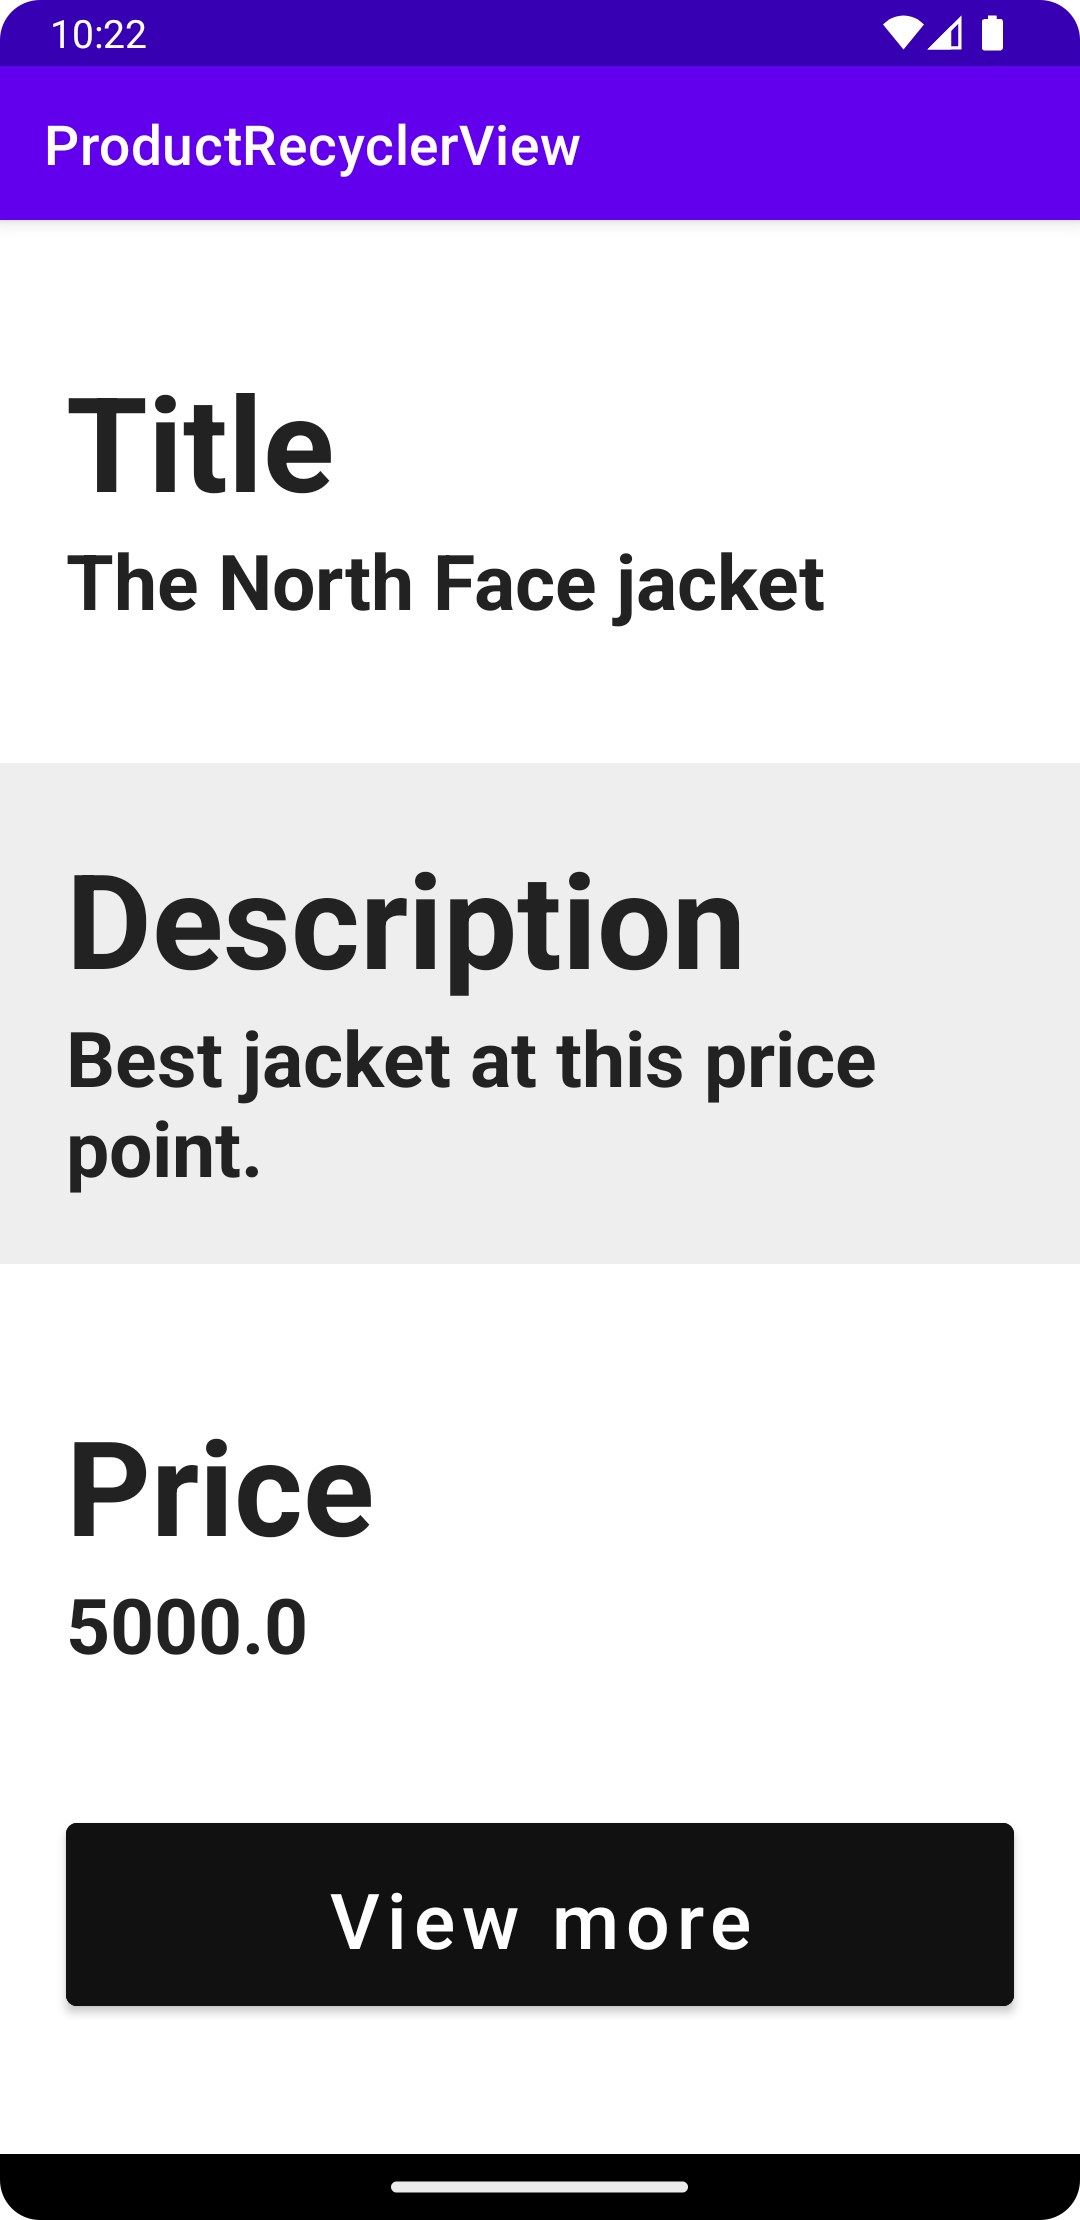 10:22
ProductRecyclerView
Title
The North Face jacket
Description
Best jacket at this price
point.
Price
5000.0
View more